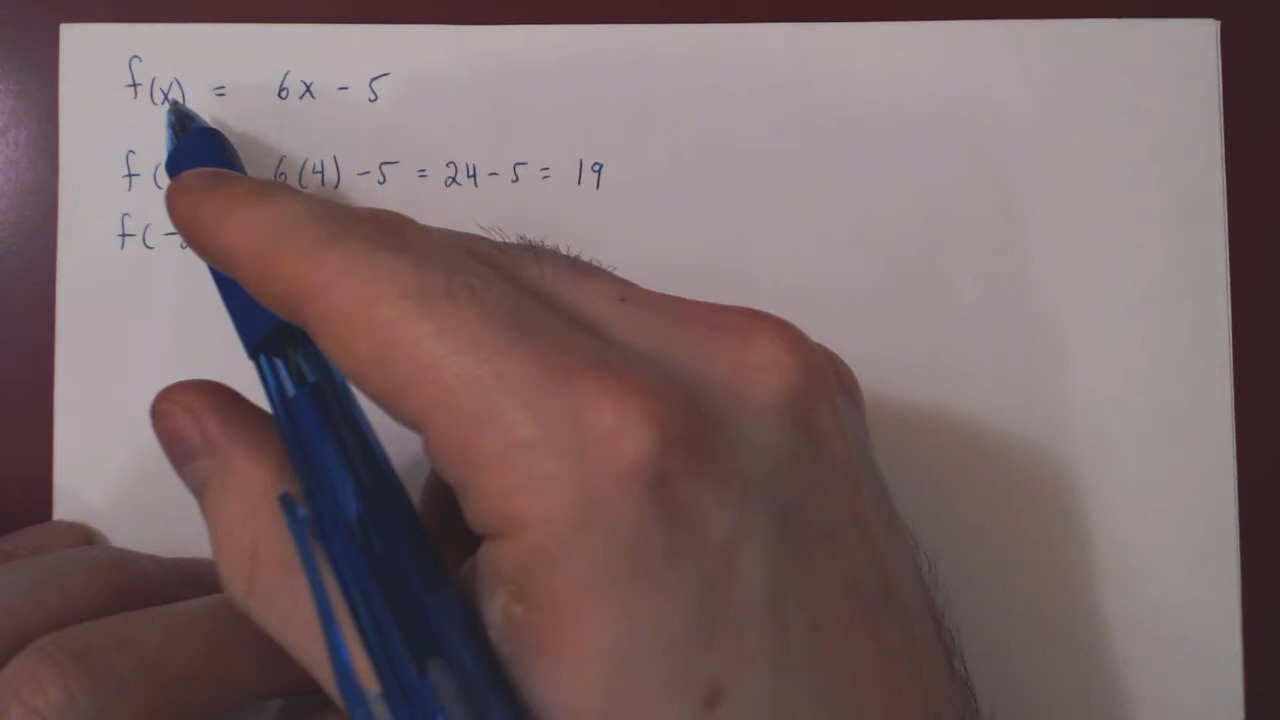 f(x) = 6x - 5
f( 6(4) - 5 = 24 - 5 = 19
f(-